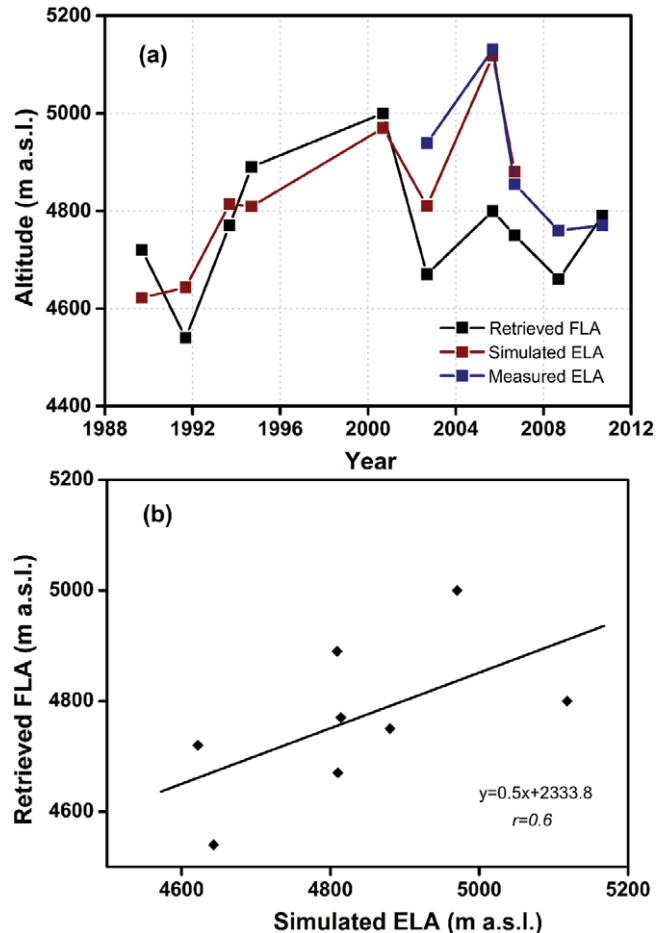 5200
(a)
5000
4800
4600
4400
Altitude (m a.s.l.)
Retrieved FLA
Simulated ELA
Measured ELA
1988 1992 1996 2000 2004 2008 2012
Year
5200
(b)
5000
4800
4600
Retrieved FLA (m a.s.l.)
y=0.5x+2333.8
r=0.6
4600 4800 5000 5200
Simulated ELA (m a.s.l.)